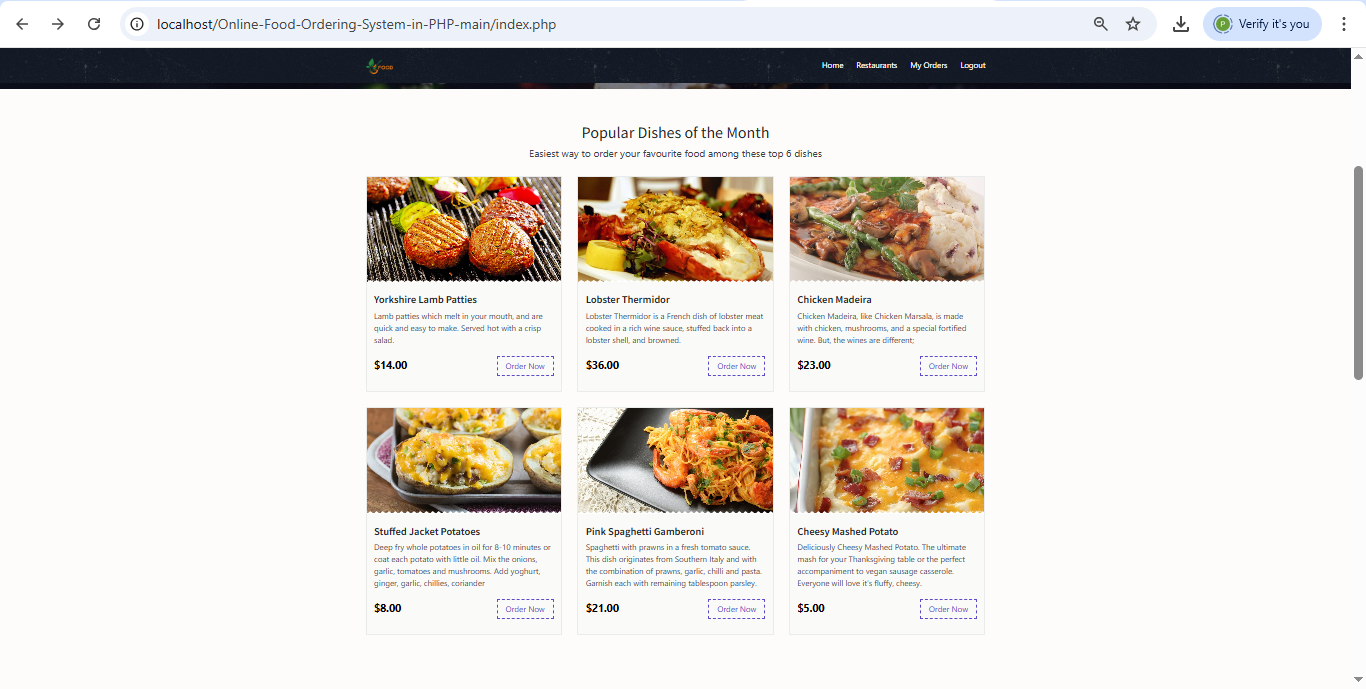 localhost/Online-Food-Ordering-System-in-PHP-main/index.php
P
Verify it's you
FOOD
Home
Restaurants
My Orders
Logout
Popular Dishes of the Month
Easiest way to order your favourite food among these top 6 dishes
Yorkshire Lamb Patties
Lamb patties which melt in your mouth, and are
quick and easy to make. Served hot with a crisp
salad.
$14.00
Order Now
Lobster Thermidor
Lobster Thermidor is a French dish of lobster meat
cooked in a rich wine sauce, stuffed back into a
lobster shell, and browned.
$36.00
Order Now
Chicken Madeira
Chicken Madeira, like Chicken Marsala, is made
with chicken, mushrooms, and a special fortified
wine. But, the wines are different;
$23.00
Order Now
Stuffed Jacket Potatoes
Deep fry whole potatoes in oil for 8-10 minutes or
coat each potato with little oil. Mix the onions,
garlic, tomatoes and mushrooms. Add yoghurt,
ginger, garlic, chillies, coriander
$8.00
Order Now
Pink Spaghetti Gamberoni
Spaghetti with prawns in a fresh tomato sauce.
This dish originates from Southern Italy and with
the combination of prawns, garlic, chilli and pasta.
Garnish each with remaining tablespoon parsley.
$21.00
Order Now
Cheesy Mashed Potato
Deliciously Cheesy Mashed Potato. The ultimate
mash for your Thanksgiving table or the perfect
accompaniment to vegan sausage casserole.
Everyone will love it's fluffy, cheesy.
$5.00
Order Now